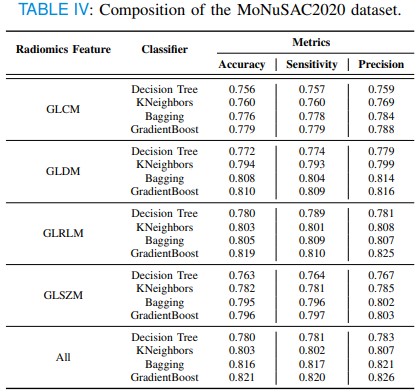 TABLE IV: Composition of the MoNuSAC2020 dataset.
Radiomics Feature Classifier Metrics
Accuracy Sensitivity Precision
GLCM
Decision Tree 0.756 0.757 0.759
KNeighbors 0.760 0.760 0.769
Bagging 0.776 0.778 0.784
GradientBoost 0.779 0.779 0.788
GLDM
Decision Tree 0.772 0.774 0.779
KNeighbors 0.794 0.793 0.799
Bagging 0.808 0.804 0.814
GradientBoost 0.810 0.809 0.816
GLRLM
Decision Tree 0.780 0.789 0.781
KNeighbors 0.803 0.801 0.808
Bagging 0.805 0.809 0.807
GradientBoost 0.819 0.810 0.825
GLSZM
Decision Tree 0.763 0.764 0.767
KNeighbors 0.782 0.781 0.785
Bagging 0.795 0.796 0.802
GradientBoost 0.796 0.797 0.803
All
Decision Tree 0.780 0.781 0.783
KNeighbors 0.803 0.802 0.807
Bagging 0.816 0.817 0.821
GradientBoost 0.821 0.820 0.826